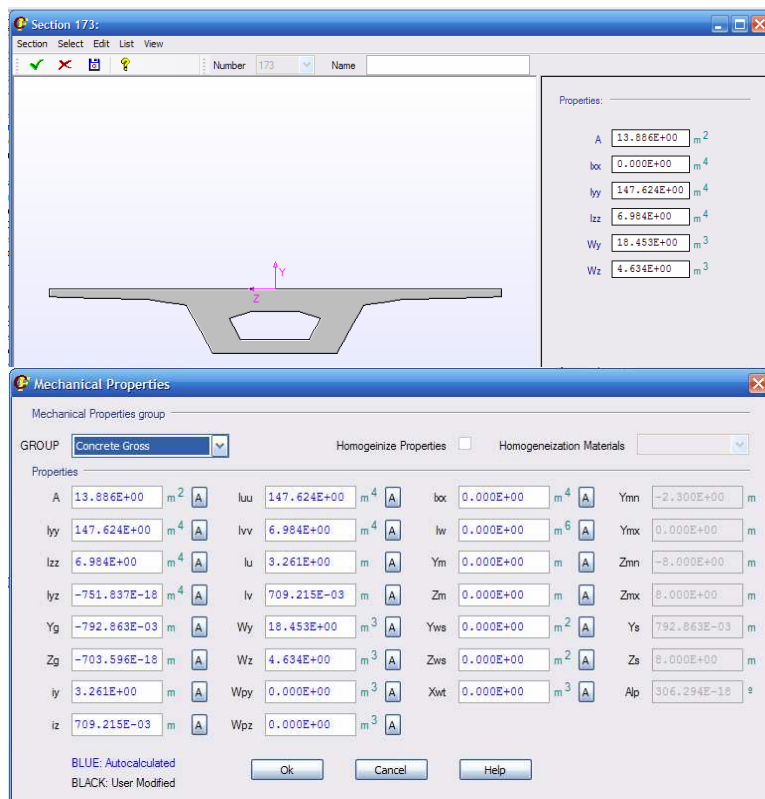 Section 173:
Section Select Edit List View
Number 173 Name
Properties:
A 13.886E+00 m2
Ixx 0.000E+00 m4
Iyy 147.624E+00 m4
Izz 6.984E+00 m4
Wy 18.453E+00 m3
Wz 4.634E+00 m3
Y
Z
Mechanical Properties
Mechanical Properties group
GROUP Concrete Gross Homogeinize Properties Homogeneization Materials
Properties
A 13.886E+00 m2 A Iuu 147.624E+00 m4 A Ixx 0.000E+00 m4 A Ymn -2.300E+00 m
Iyy 147.624E+00 m4 A Ivv 6.984E+00 m4 A Iw 0.000E+00 m6 A Ymx 0.000E+00 m
Izz 6.984E+00 m4 A Iu 3.261E+00 m A Ym 0.000E+00 m A Zmn -8.000E+00 m
Iyz -751.837E-18 m4 A Iv 709.215E-03 m A Zm 0.000E+00 m A Zmx 8.000E+00 m
Yg -792.863E-03 m A Wy 18.453E+00 m3 A Yws 0.000E+00 m2 A Ys 792.863E-03 m
Zg -703.596E-18 m A Wz 4.634E+00 m3 A Zws 0.000E+00 m2 A Zs 8.000E+00 m
iy 3.261E+00 m A Wpy 0.000E+00 m3 A Xwt 0.000E+00 m3 A Alp 306.294E-18 º
iz 709.215E-03 m A Wpz 0.000E+00 m3 A
BLUE: Autocalculated
BLACK: User Modified
Ok Cancel Help